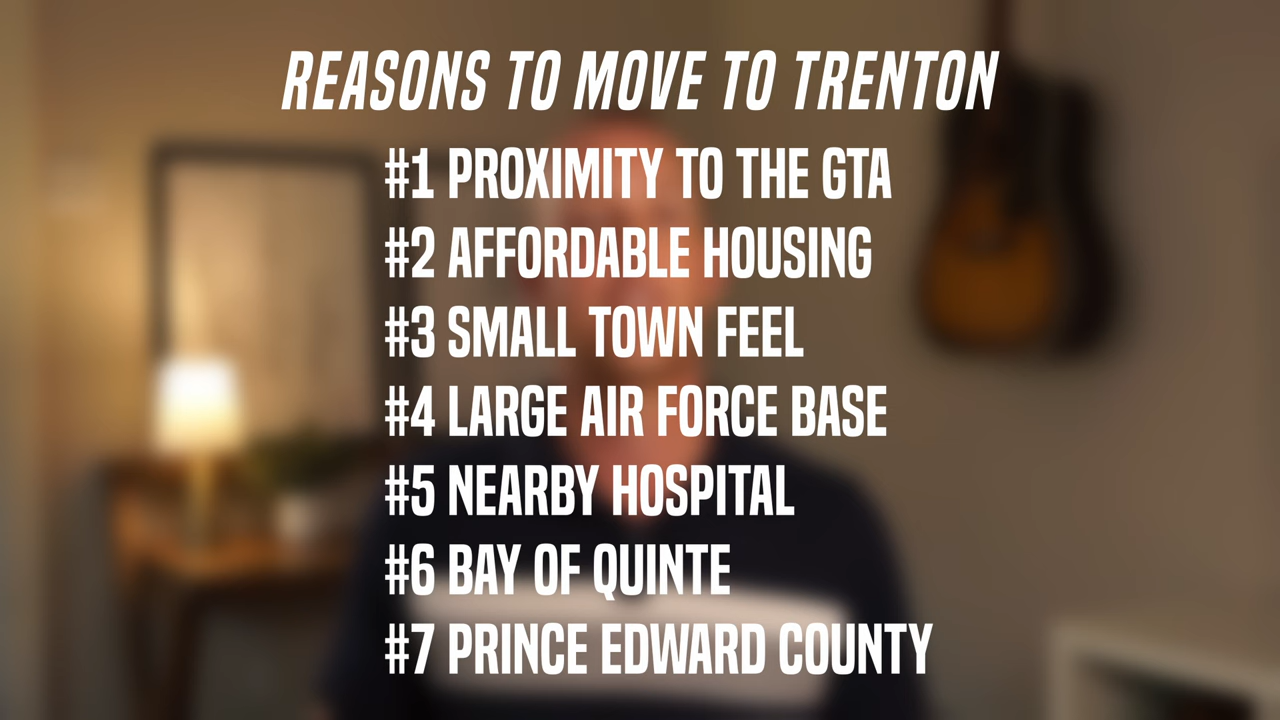 REASONS TO MOVE TO TRENTON
#1 PROXIMITY TO THE GTA
#2 AFFORDABLE HOUSING
#3 SMALL TOWN FEEL
#4 LARGE AIR FORCE BASE
#5 NEARBY HOSPITAL
#6 BAY OF QUINTE
#7 PRINCE EDWARD COUNTY